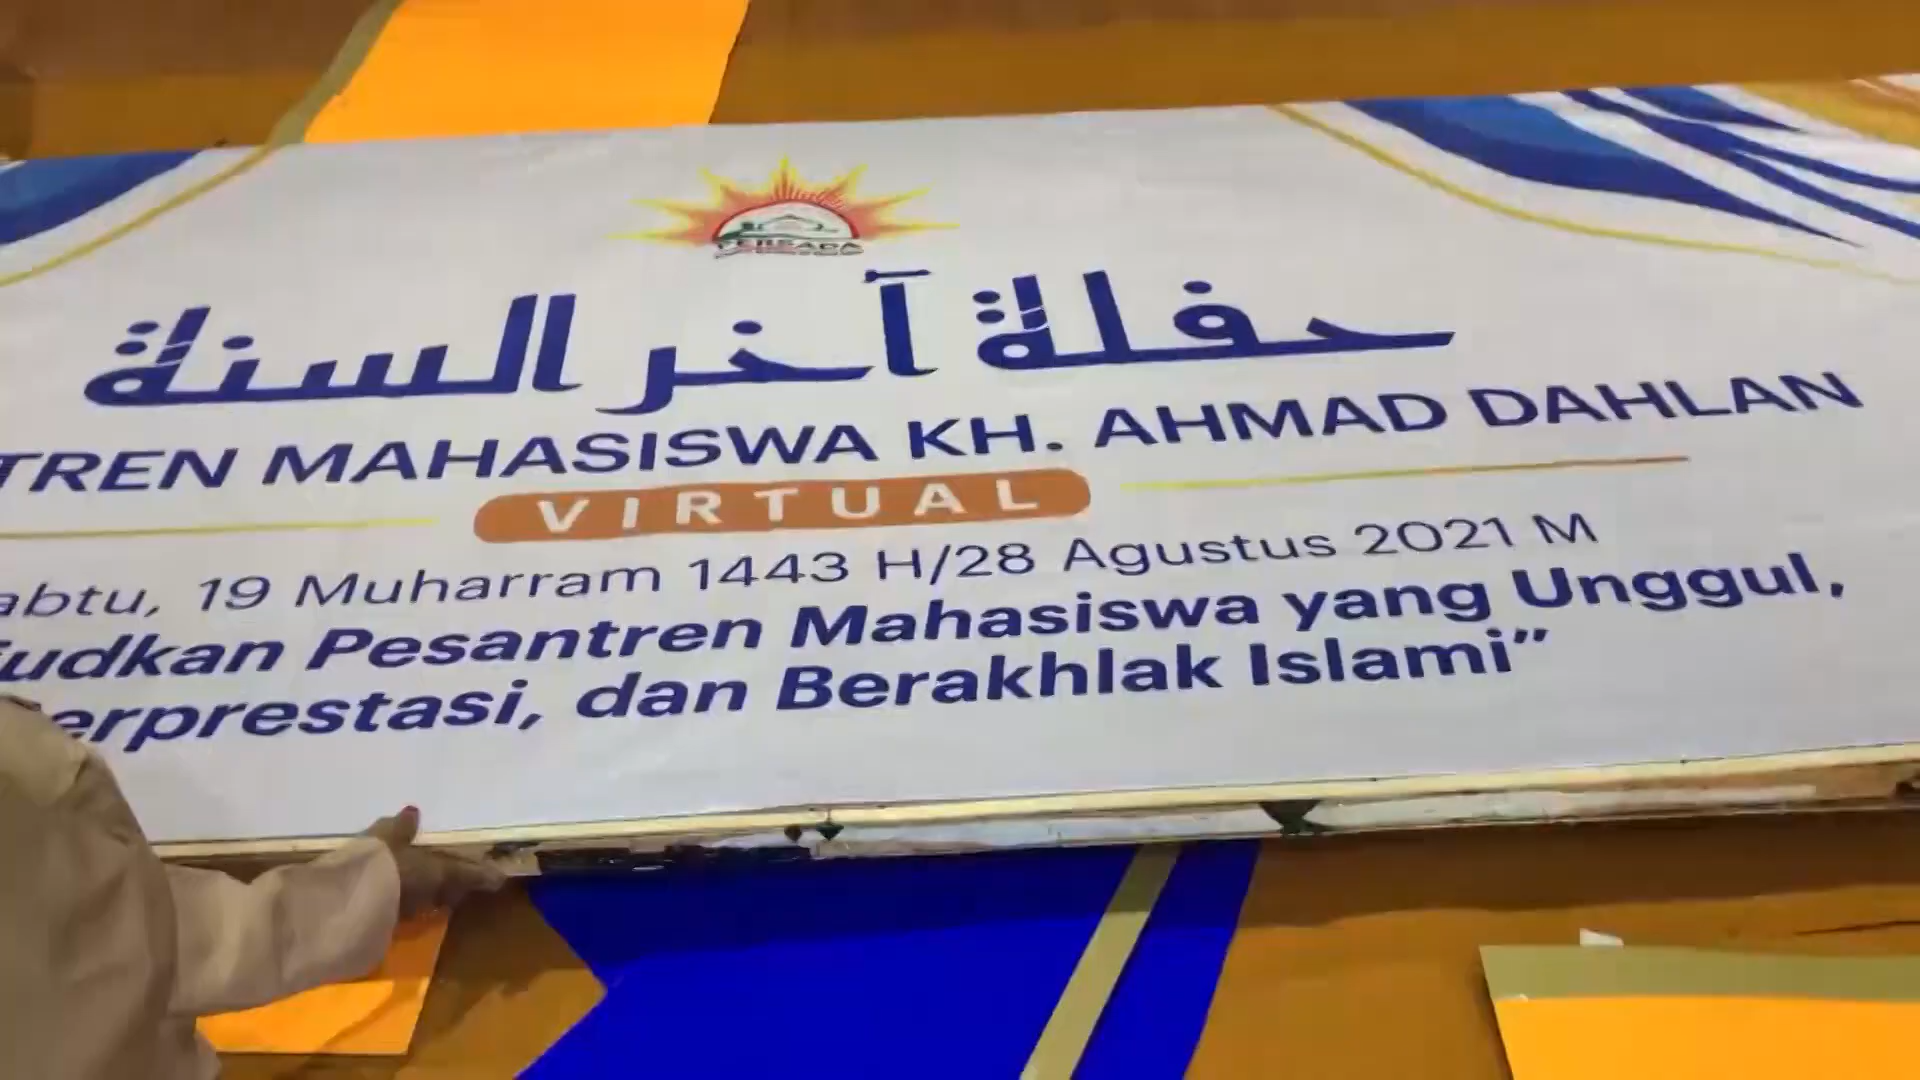 PERSADA
حفلة آخر السنة
TREN MAHASISWA KH. AHMAD DAHLAN
VIRTUAL
abtu, 19 Muharram 1443 H/28 Agustus 2021 M
udkan Pesantren Mahasiswa yang Unggul,
erprestasi, dan Berakhlak Islami"